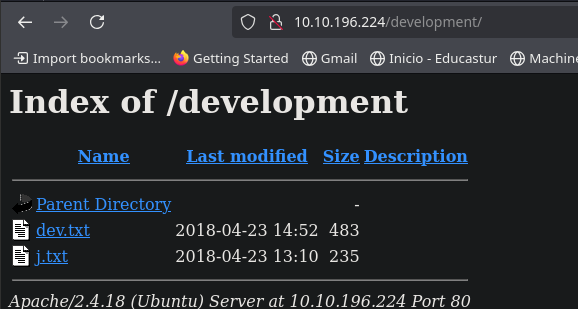 10.10.196.224/development/
Import bookmarks... Getting Started Gmail Inicio - Educastur Machine
Index of /development
Name Last modified Size Description
Parent Directory -
dev.txt 2018-04-23 14:52 483
j.txt 2018-04-23 13:10 235
Apache/2.4.18 (Ubuntu) Server at 10.10.196.224 Port 80